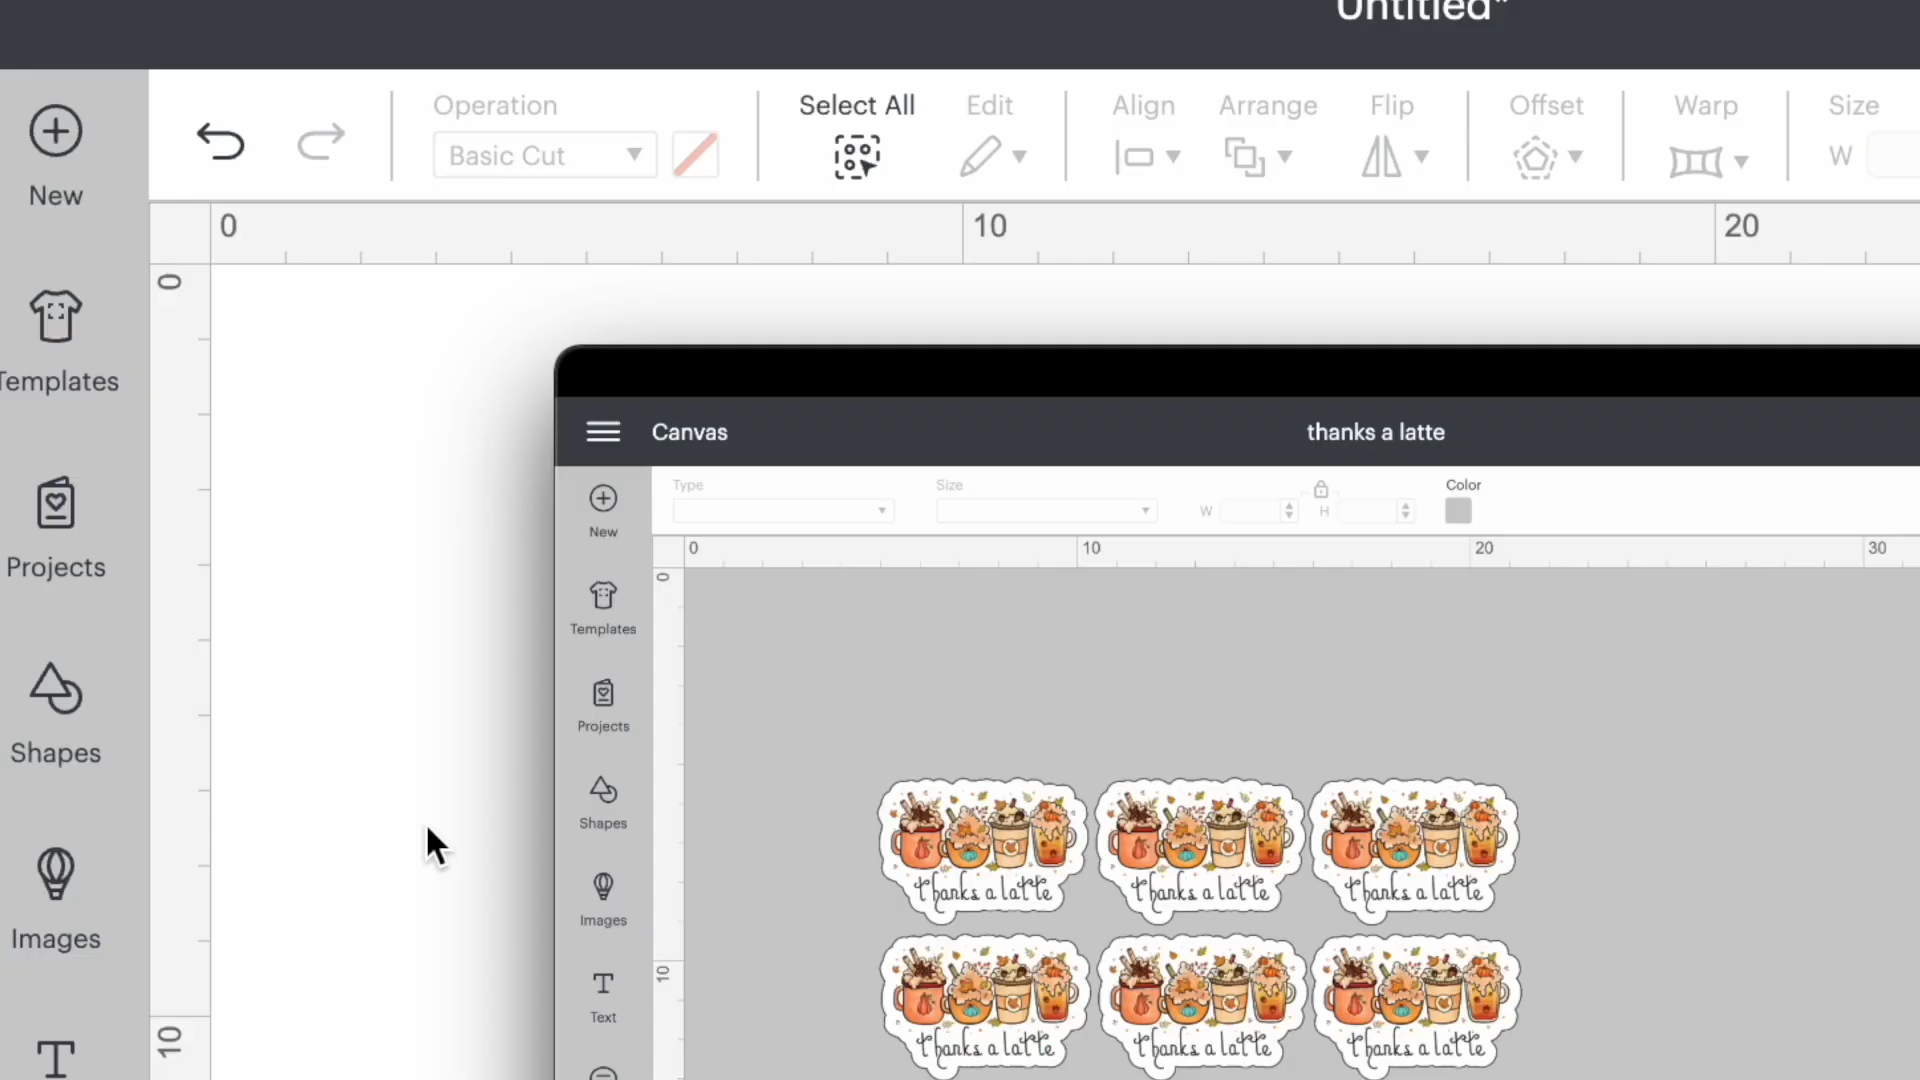 Untitled*
New
Templates
Projects
Shapes
Images
Operation
Basic Cut
Select All
Edit
Align
Arrange
Flip
Offset
Warp
Size
W
0
10
20
0
10
Canvas
thanks a latte
New
Templates
Projects
Shapes
Images
Text
Type
Size
W
H
Color
0
10
20
30
0
10
thanks a latte
thanks a latte
thanks a latte
thanks a latte
thanks a latte
thanks a latte